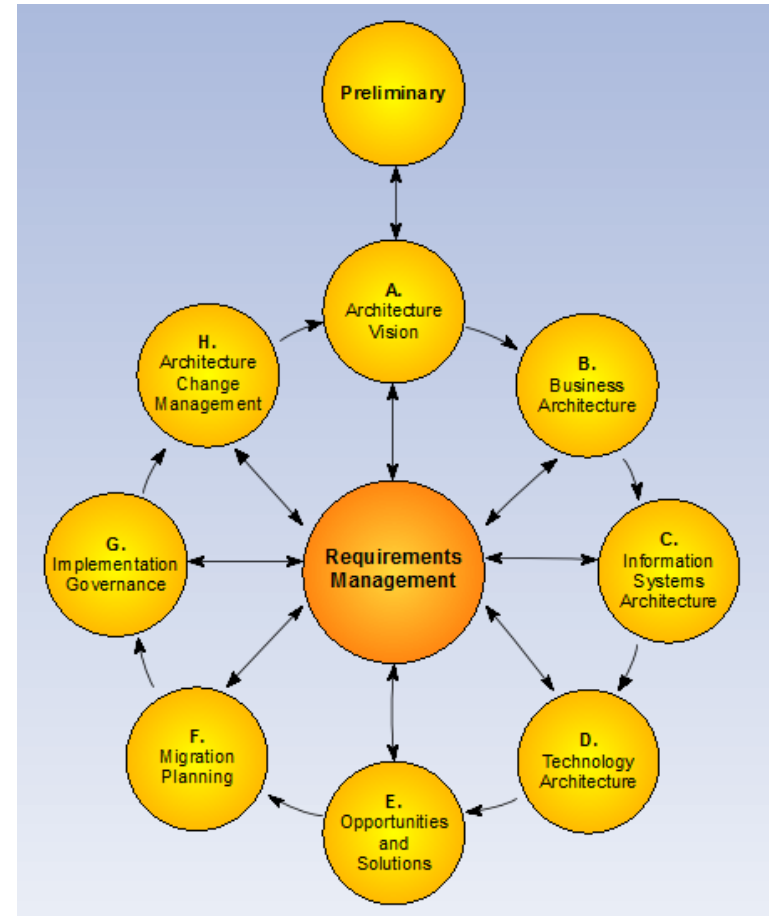 Preliminary
A.
Architecture
Vision
B.
Business
Architecture
C.
Information
Systems
Architecture
D.
Technology
Architecture
E.
Opportunities
and
Solutions
F.
Migration
Planning
G.
Implementation
Governance
H.
Architecture
Change
Management
Requirements
Management